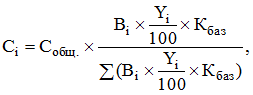 Cᵢ = Cобщ. × (Bᵢ × Yᵢ/100 × Kбаз) / ∑(Bᵢ × Yᵢ/100 × Kбаз),